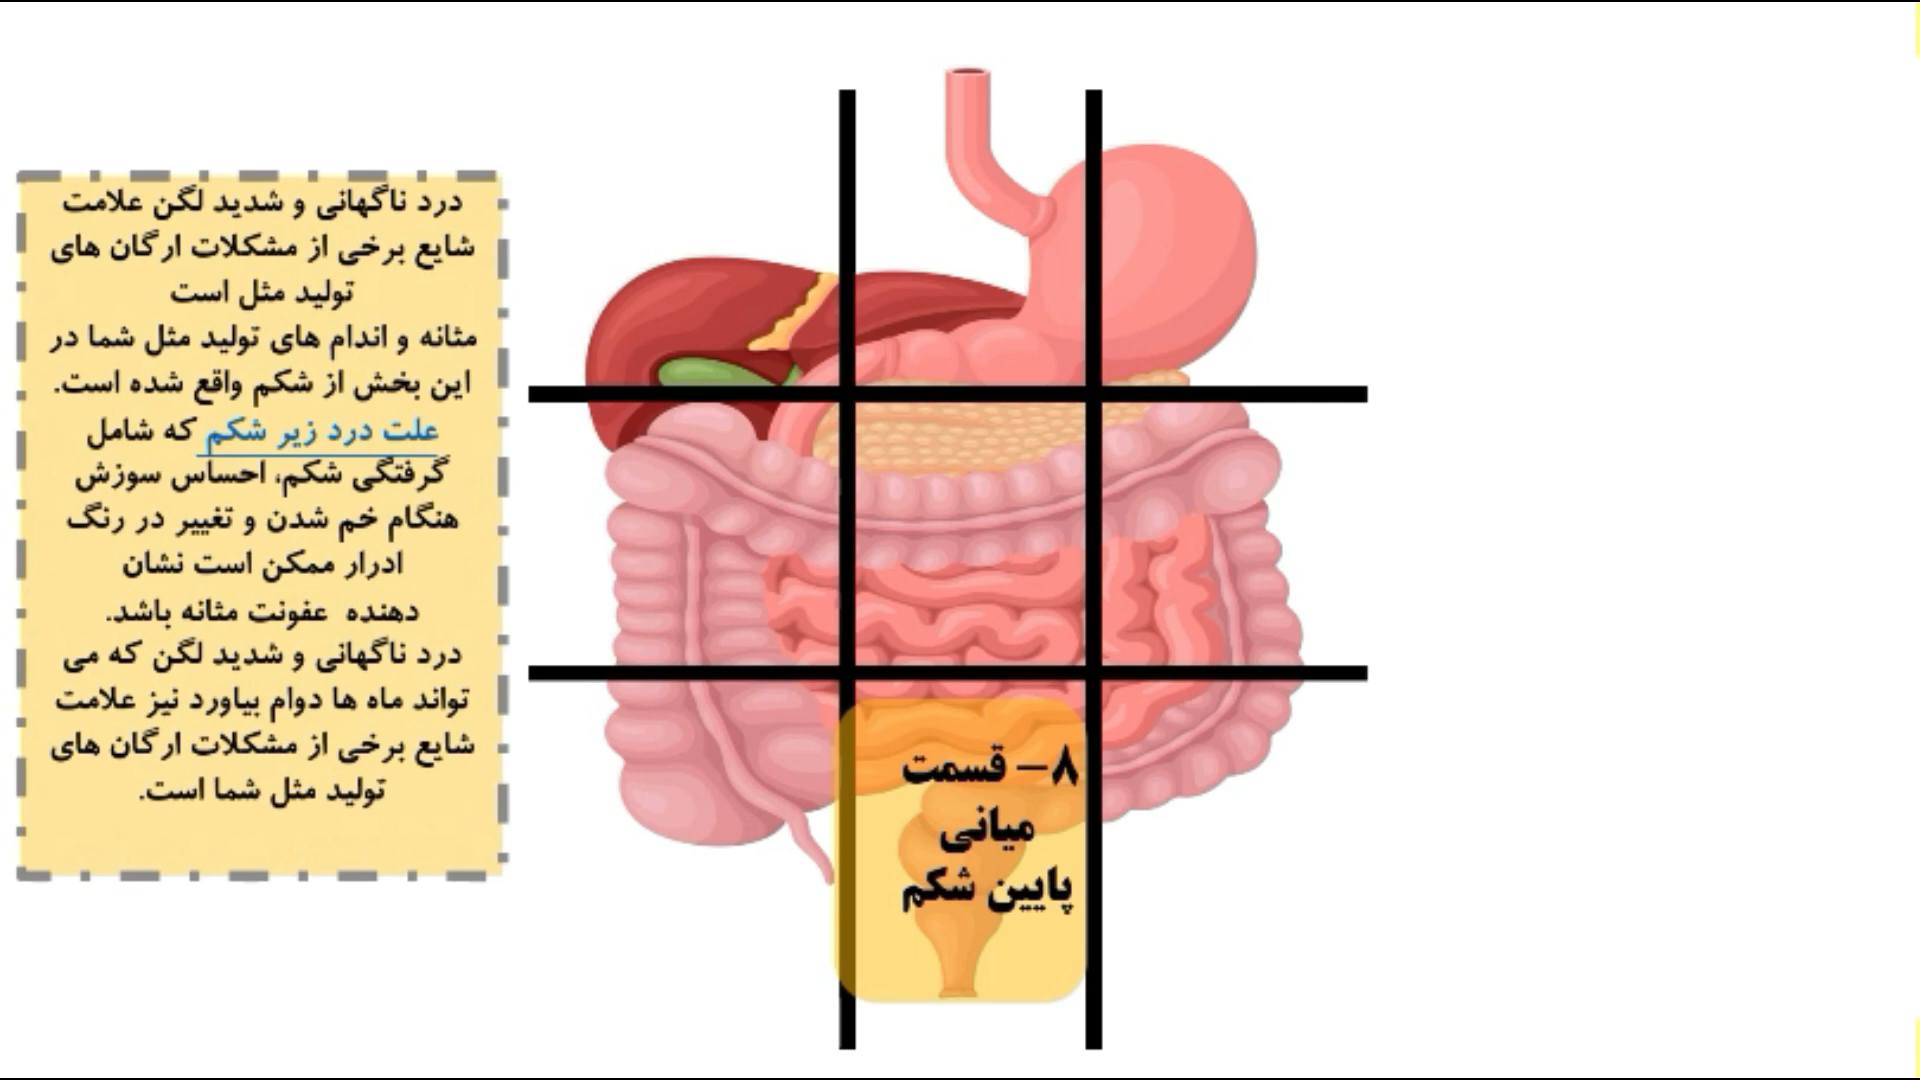 درد ناگهانی و شدید لگن علامت
شایع برخی از مشکلات ارگان های
تولید مثل است
مثانه و اندام های تولید مثل شما در
این بخش از شکم واقع شده است.
علت درد زیر شکم که شامل
گرفتگی شکم، احساس سوزش
هنگام خم شدن و تغییر در رنگ
ادرار ممکن است نشان
دهنده عفونت مثانه باشد.
درد ناگهانی و شدید لگن که می
تواند ماه ها دوام بیاورد نیز علامت
شایع برخی از مشکلات ارگان های
تولید مثل شما است.
۸– قسمت
میانی
پایین شکم